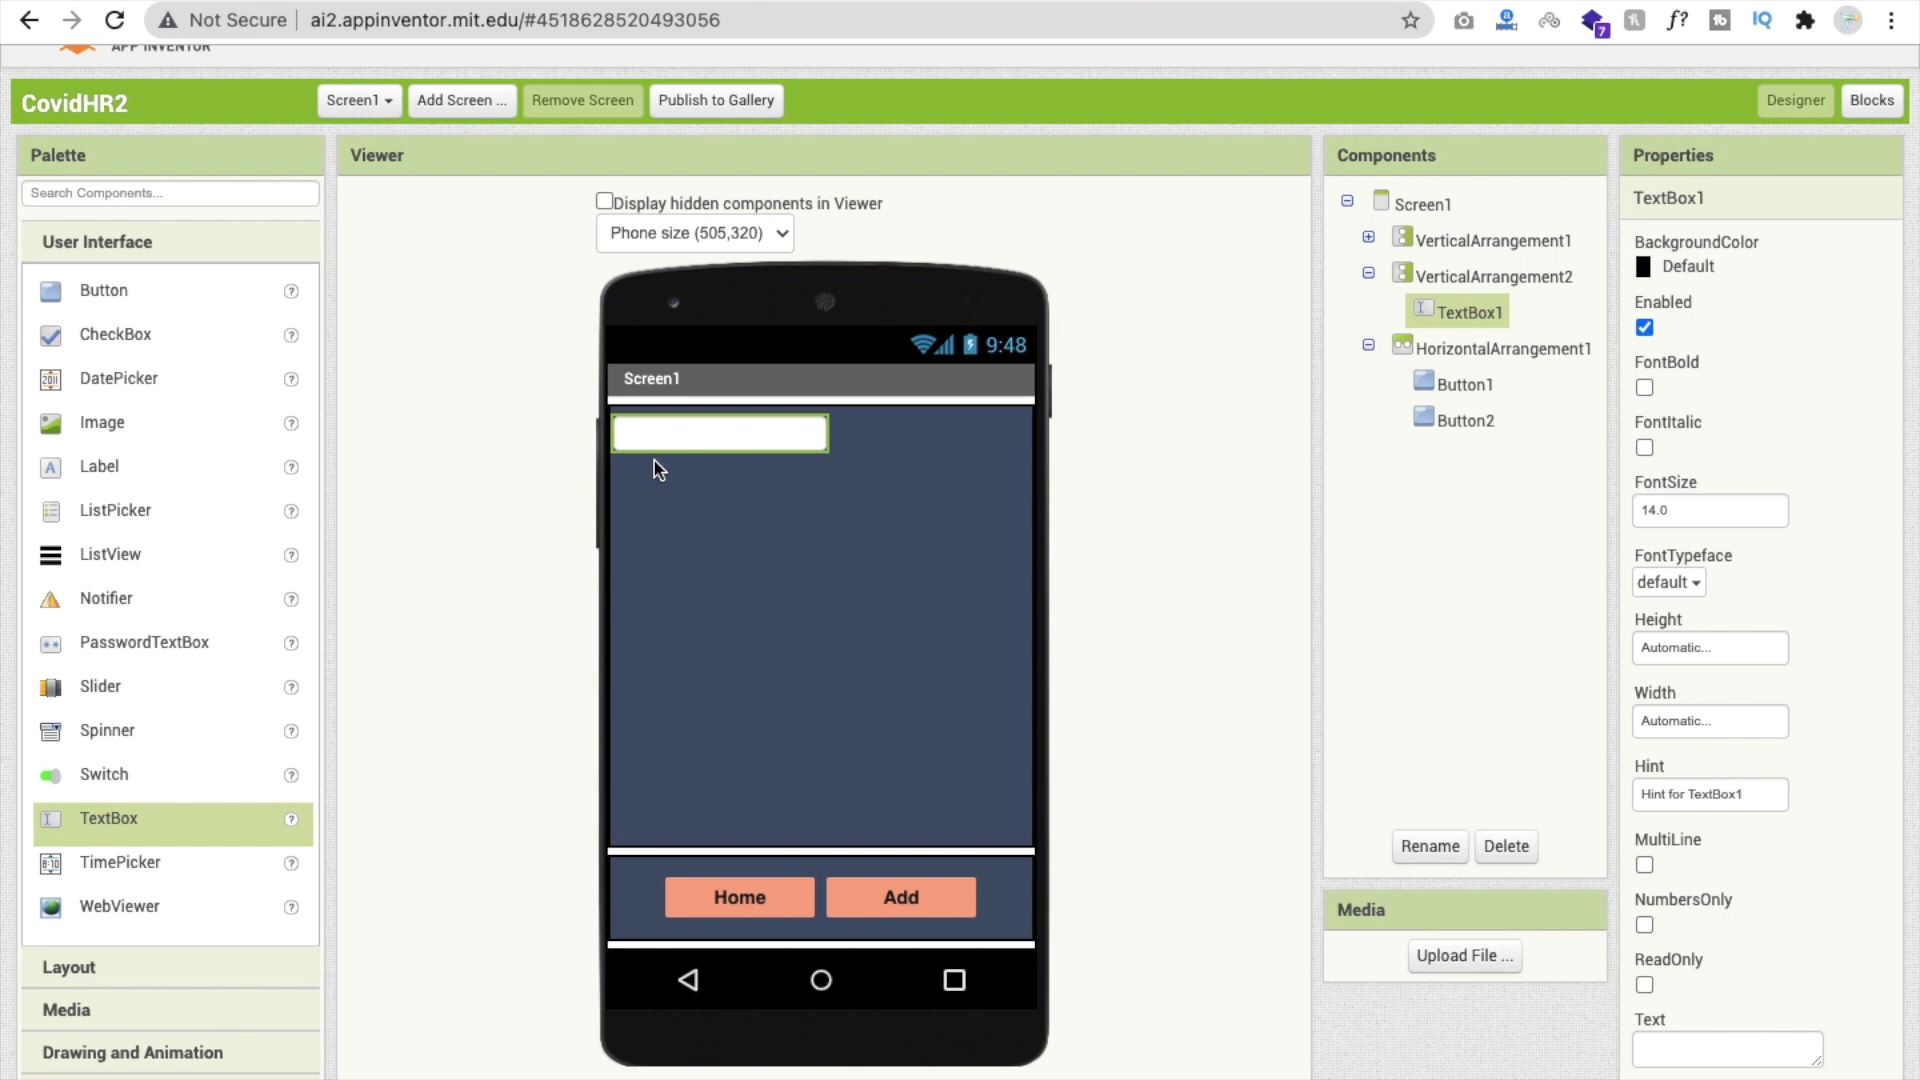 Not Secure
ai2.appinventor.mit.edu/#4518628520493056
7
f?
IQ
APP INVENTOR
CovidHR2
Screen1
Add Screen ...
Remove Screen
Publish to Gallery
Designer
Blocks
Palette
Search Components...
User Interface
Button
CheckBox
DatePicker
Image
Label
ListPicker
ListView
Notifier
PasswordTextBox
Slider
Spinner
Switch
TextBox
TimePicker
WebViewer
Layout
Media
Drawing and Animation
Viewer
Display hidden components in Viewer
Phone size (505,320)
9:48
Screen1
Home
Add
Components
Screen1
VerticalArrangement1
VerticalArrangement2
TextBox1
HorizontalArrangement1
Button1
Button2
Rename
Delete
Media
Upload File ...
Properties
TextBox1
BackgroundColor
Default
Enabled
FontBold
FontItalic
FontSize
14.0
FontTypeface
default
Height
Automatic...
Width
Automatic...
Hint
Hint for TextBox1
MultiLine
NumbersOnly
ReadOnly
Text